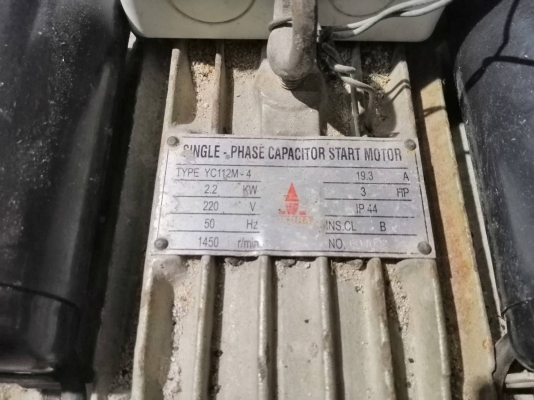 SINGLE - PHASE CAPACITOR START MOTOR
TYPE YC112M-4 19.3 A
2.2 KW 3 HP
220 V IP 44
50 Hz INS.CL B
1450 r/min NO.